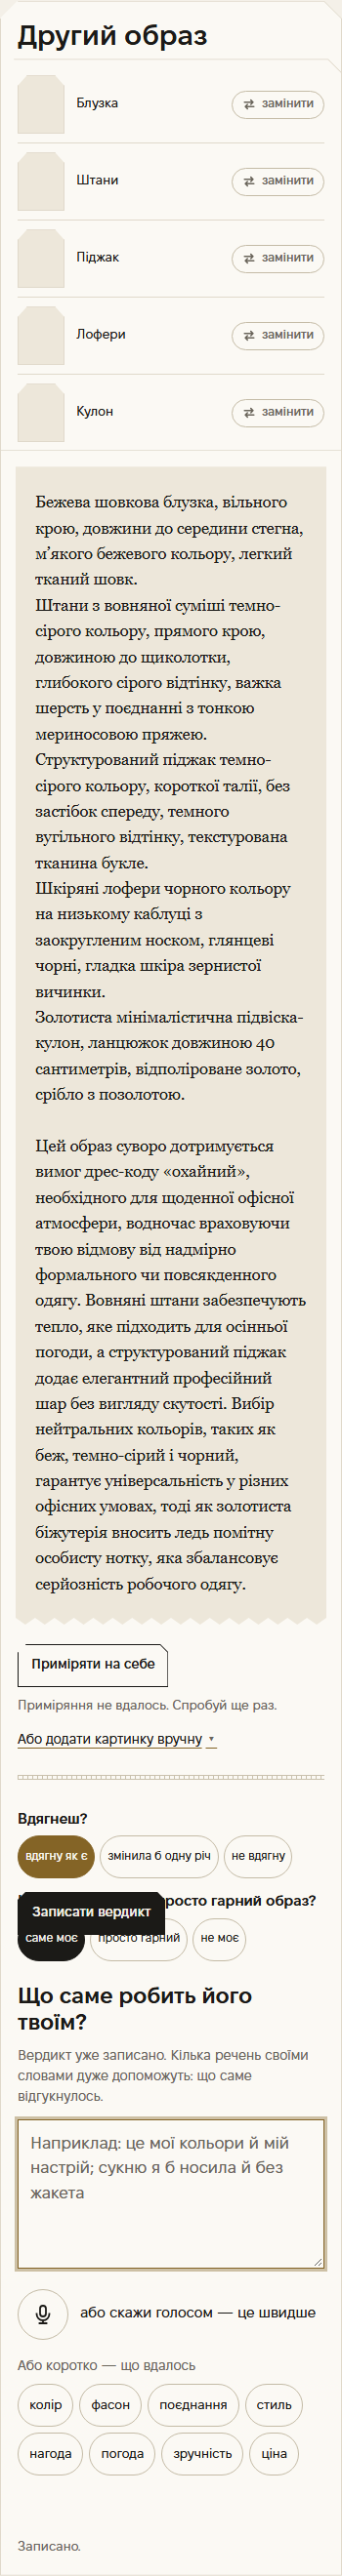 Другий образ
Блузка
замінити
Штани
замінити
Піджак
замінити
Лофери
замінити
Кулон
замінити
Бежева шовкова блузка, вільного
крою, довжини до середини стегна,
м’якого бежевого кольору, легкий
тканий шовк.
Штани з вовняної суміші темно-
сірого кольору, прямого крою,
довжиною до щиколотки,
глибокого сірого відтінку, важка
шерсть у поєднанні з тонкою
мериносовою пряжею.
Структурований піджак темно-
сірого кольору, короткої талії, без
застібок спереду, темного
вугільного відтінку, текстурована
тканина букле.
Шкіряні лофери чорного кольору
на низькому каблуці з
заокругленим носком, глянцеві
чорні, гладка шкіра зернистої
вичинки.
Золотиста мінімалістична підвіска-
кулон, ланцюжок довжиною 40
сантиметрів, відполіроване золото,
срібло з позолотою.
Цей образ суворо дотримується
вимог дрес-коду «охайний»,
необхідного для щоденної офісної
атмосфери, водночас враховуючи
твою відмову від надмірно
формального чи повсякденного
одягу. Вовняні штани забезпечують
тепло, яке підходить для осінньої
погоди, а структурований піджак
додає елегантний професійний
шар без вигляду скутості. Вибір
нейтральних кольорів, таких як
беж, темно-сірий і чорний,
гарантує універсальність у різних
офісних умовах, тоді як золотиста
біжутерія вносить ледь помітну
особисту нотку, яка збалансовує
серйозність робочого одягу.
Приміряти на себе
Приміряння не вдалось. Спробуй ще раз.
Або додати картинку вручну
Вдягнеш?
вдягну як є
змінила б одну річ
не вдягну
просто гарний образ?
Записати вердикт
саме моє
просто гарний
не моє
Що саме робить його
твоїм?
Вердикт уже записано. Кілька речень своїми
словами дуже допоможуть: що саме
відгукнулось.
Наприклад: це мої кольори й мій
настрій; сукню я б носила й без
жакета
або скажи голосом — це швидше
Або коротко — що вдалось
колір
фасон
поєднання
стиль
нагода
погода
зручність
ціна
Записано.